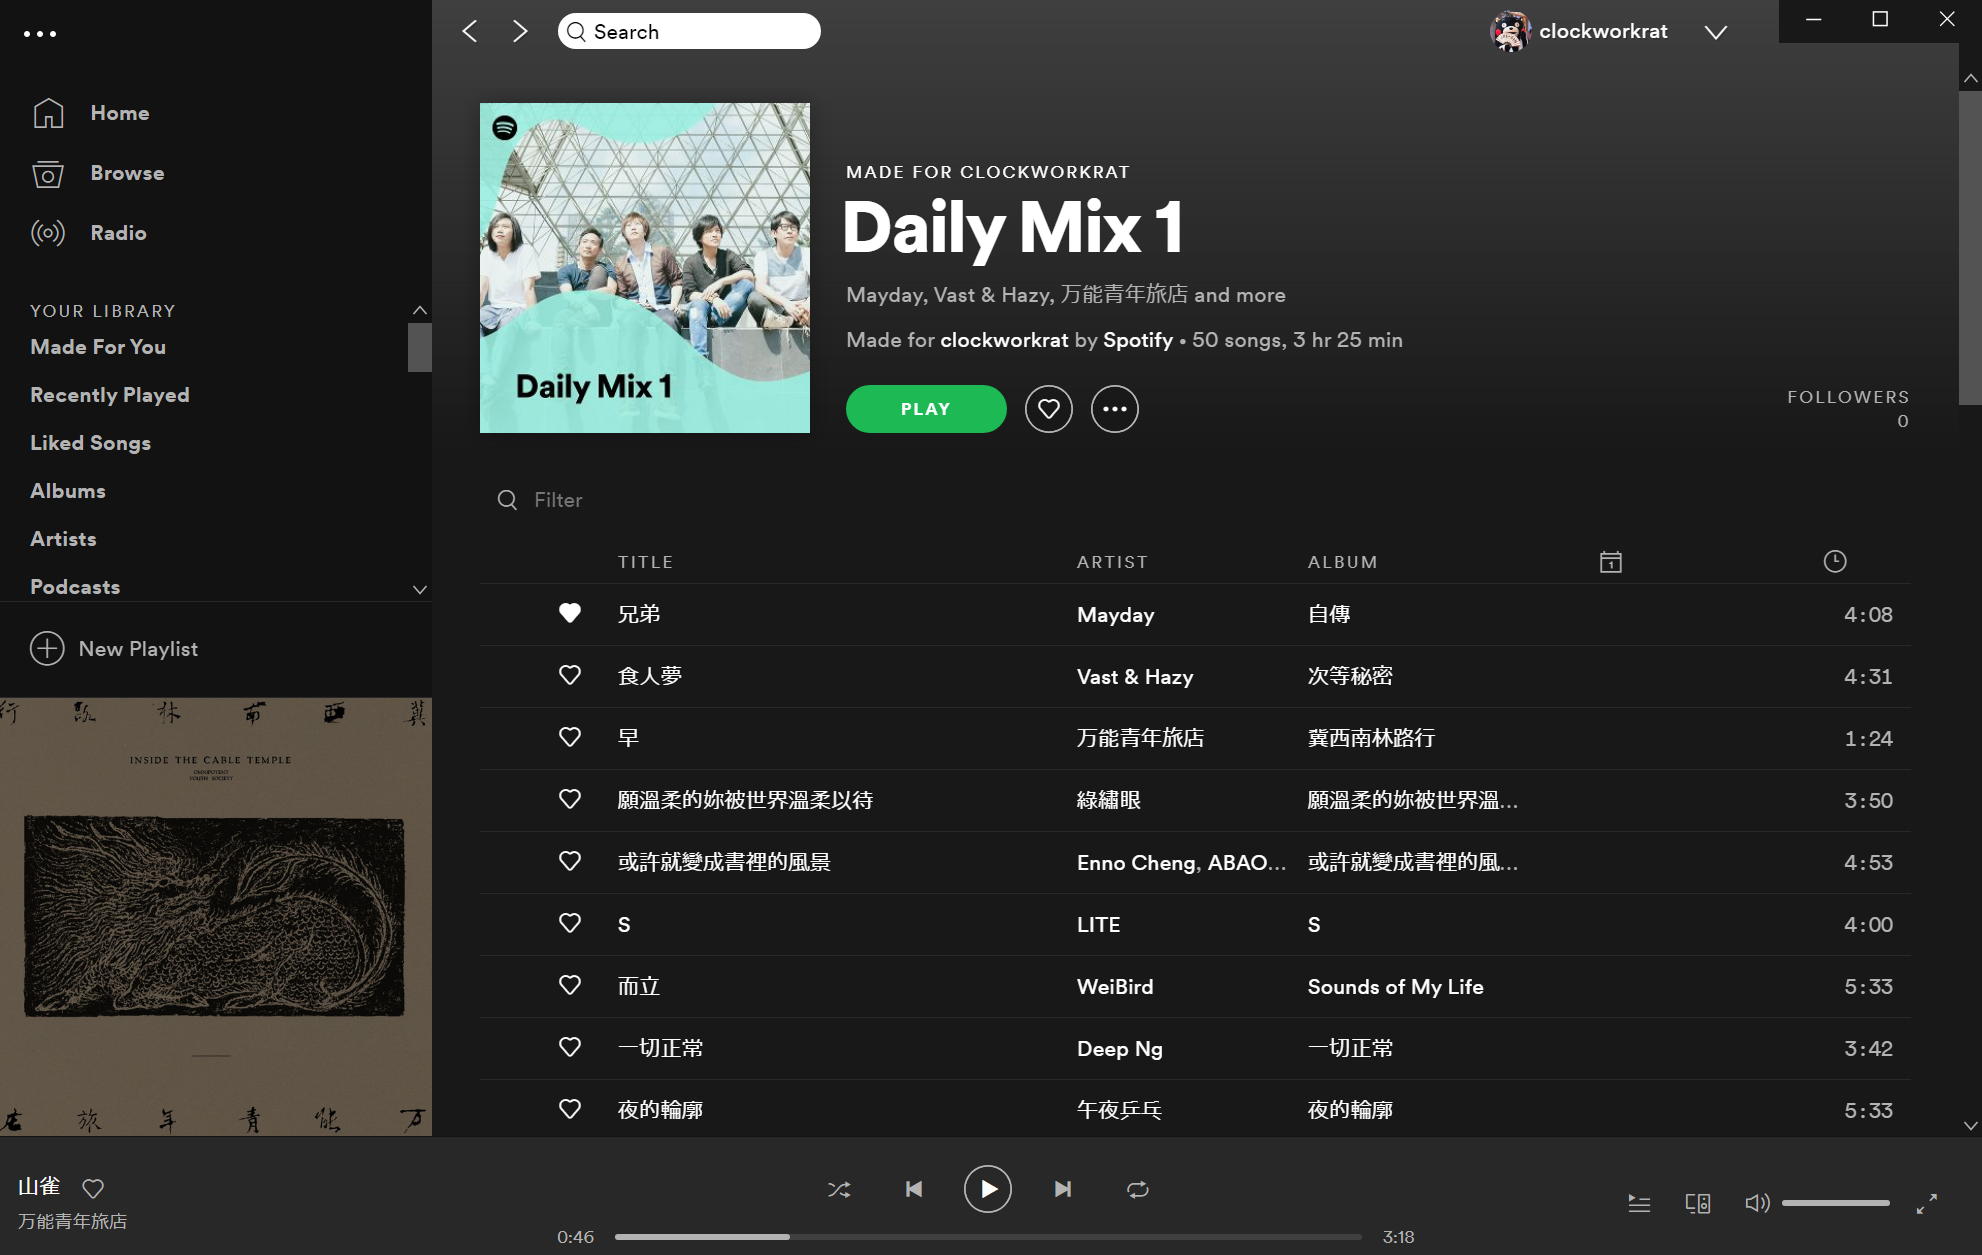 Search
clockworkrat
Home
Browse
Radio
YOUR LIBRARY
Made For You
Recently Played
Liked Songs
Albums
Artists
Podcasts
New Playlist
行 路 林 南 西 冀
INSIDE THE CABLE TEMPLE
OMNIPOTENT
YOUTH SOCIETY
店 旅 年 青 能 万
Daily Mix 1
MADE FOR CLOCKWORKRAT
Daily Mix 1
Mayday, Vast & Hazy, 万能青年旅店 and more
Made for clockworkrat by Spotify • 50 songs, 3 hr 25 min
PLAY
FOLLOWERS
0
Filter
TITLE ARTIST ALBUM 1
兄弟 Mayday 自傳 4:08
食人夢 Vast & Hazy 次等秘密 4:31
早 万能青年旅店 冀西南林路行 1:24
願溫柔的妳被世界溫柔以待 綠繡眼 願溫柔的妳被世界溫... 3:50
或許就變成書裡的風景 Enno Cheng, ABAO... 或許就變成書裡的風... 4:53
S LITE S 4:00
而立 WeiBird Sounds of My Life 5:33
一切正常 Deep Ng 一切正常 3:42
夜的輪廓 午夜乒乓 夜的輪廓 5:33
山雀
万能青年旅店
0:46 3:18